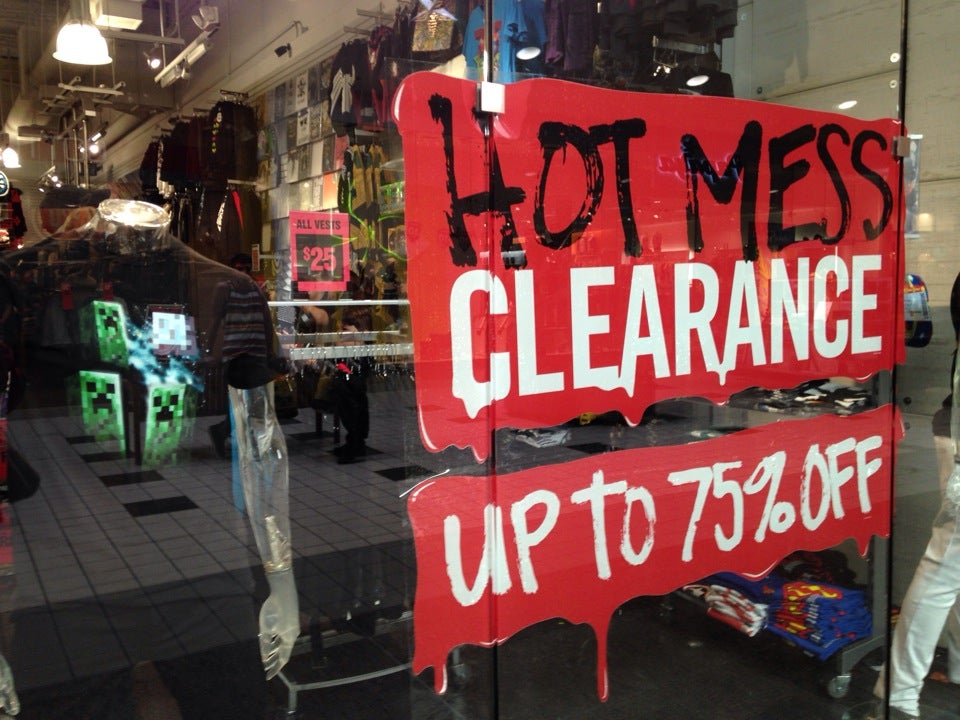 ALL VESTS
$25
HOT MESS
CLEARANCE
UP TO 75% OFF